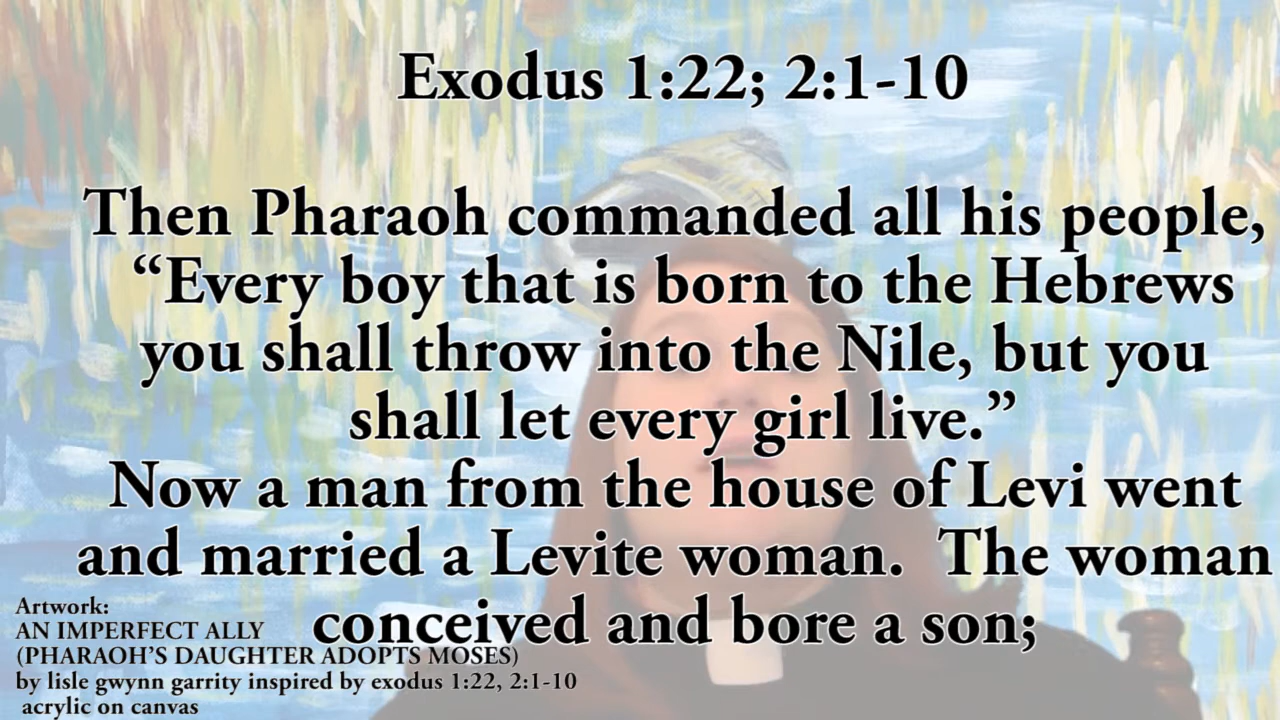 Exodus 1:22; 2:1-10
Then Pharaoh commanded all his people,
“Every boy that is born to the Hebrews
you shall throw into the Nile, but you
shall let every girl live.”
Now a man from the house of Levi went
and married a Levite woman.  The woman
conceived and bore a son;
Artwork:
AN IMPERFECT ALLY
(PHARAOH’S DAUGHTER ADOPTS MOSES)
by lisle gwynn garrity inspired by exodus 1:22, 2:1-10
acrylic on canvas